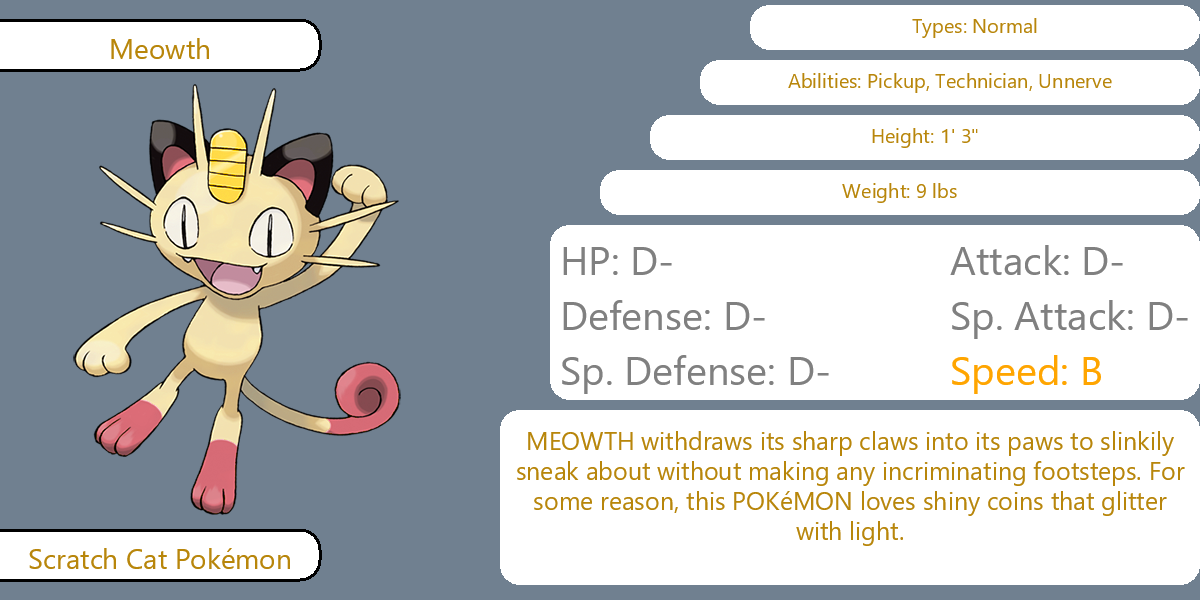 Meowth
Types: Normal
Abilities: Pickup, Technician, Unnerve
Height: 1' 3"
Weight: 9 lbs
HP: D-
Attack: D-
Defense: D-
Sp. Attack: D-
Sp. Defense: D-
Speed: B
MEOWTH withdraws its sharp claws into its paws to slinkily
sneak about without making any incriminating footsteps. For
some reason, this POKéMON loves shiny coins that glitter
with light.
Scratch Cat Pokémon